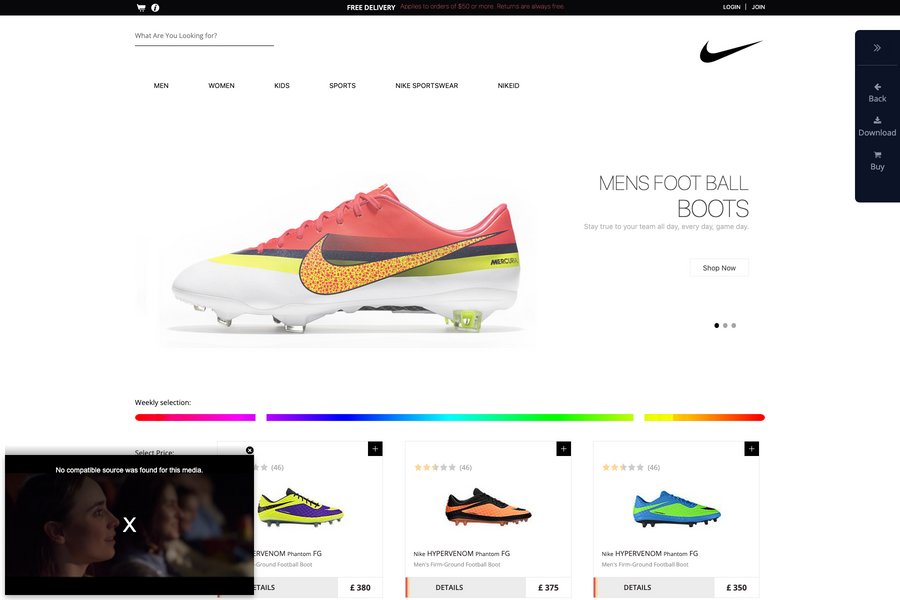 FREE DELIVERY Applies to orders of $50 or more. Returns are always free.
LOGIN | JOIN
What Are You Looking for?
MEN WOMEN KIDS SPORTS NIKE SPORTSWEAR NIKEID
Back
Download
Buy
MENS FOOT BALL
BOOTS
Stay true to your team all day, every day, game day.
MERCURIAL
Shop Now
Weekly selection:
Select Price:
(46) (46) (46)
No compatible source was found for this media.
X
ERVENOM Phantom FG
Nike HYPERVENOM Phantom FG
Nike HYPERVENOM Phantom FG
Firm-Ground Football Boot
Men's Firm-Ground Football Boot
Men's Firm-Ground Football Boot
ETAILS £ 380
DETAILS £ 375
DETAILS £ 350